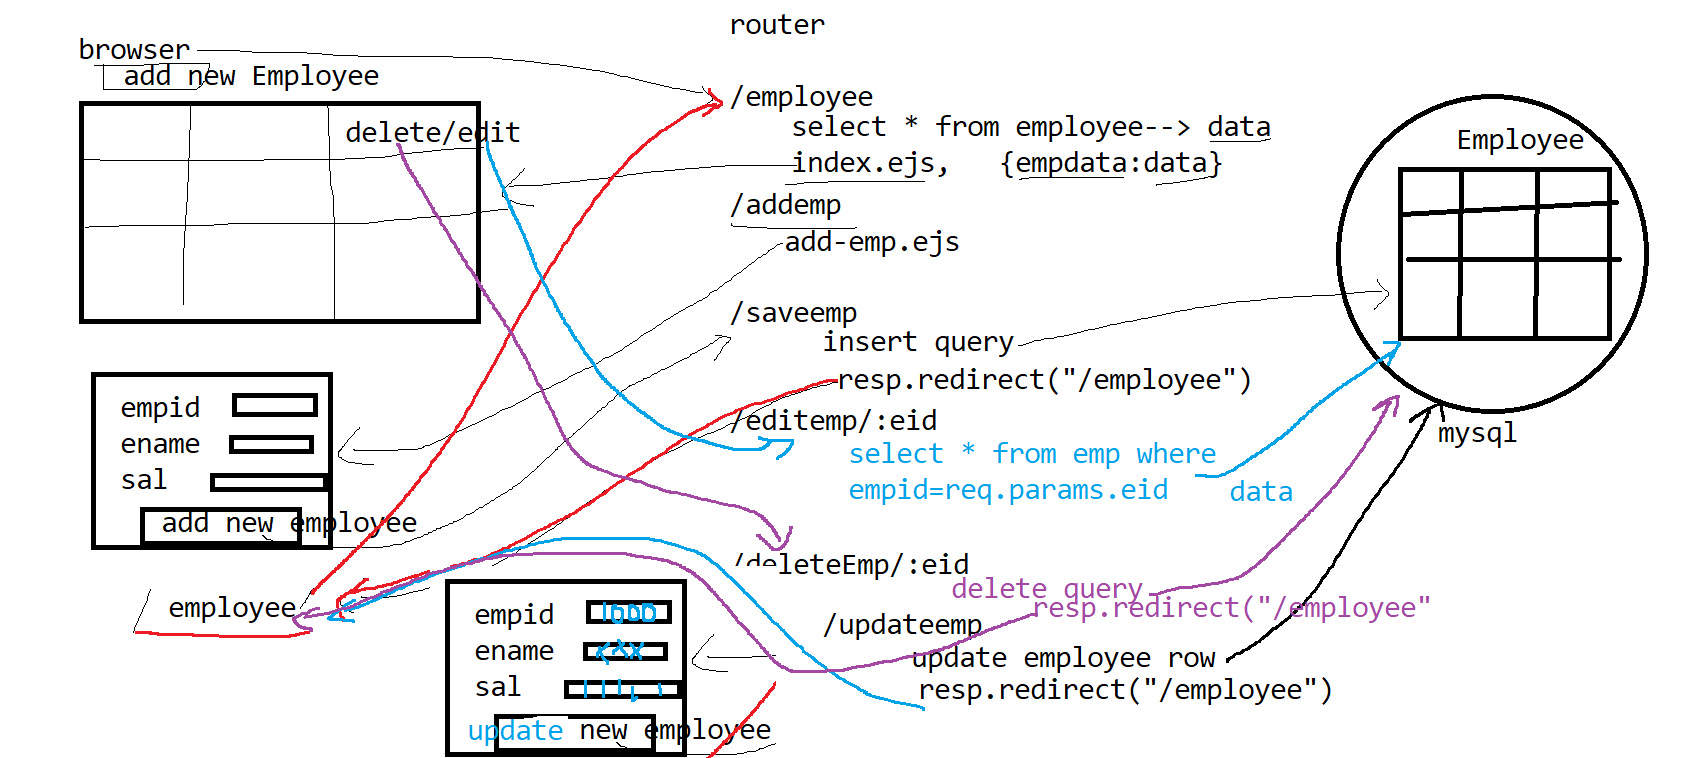 router
browser
add new Employee
/employee
delete/edit
select * from employee--> data
index.ejs, {empdata:data}
Employee
/addemp
add-emp.ejs
/saveemp
insert query
resp.redirect("/employee")
/editemp/:eid
mysql
select * from emp where
empid=req.params.eid
data
empid
ename
sal
add new employee
/deleteEmp/:eid
delete query
resp.redirect("/employee"
employee
/updateemp
update employee row
resp.redirect("/employee")
empid 1000
ename
sal
update new employee